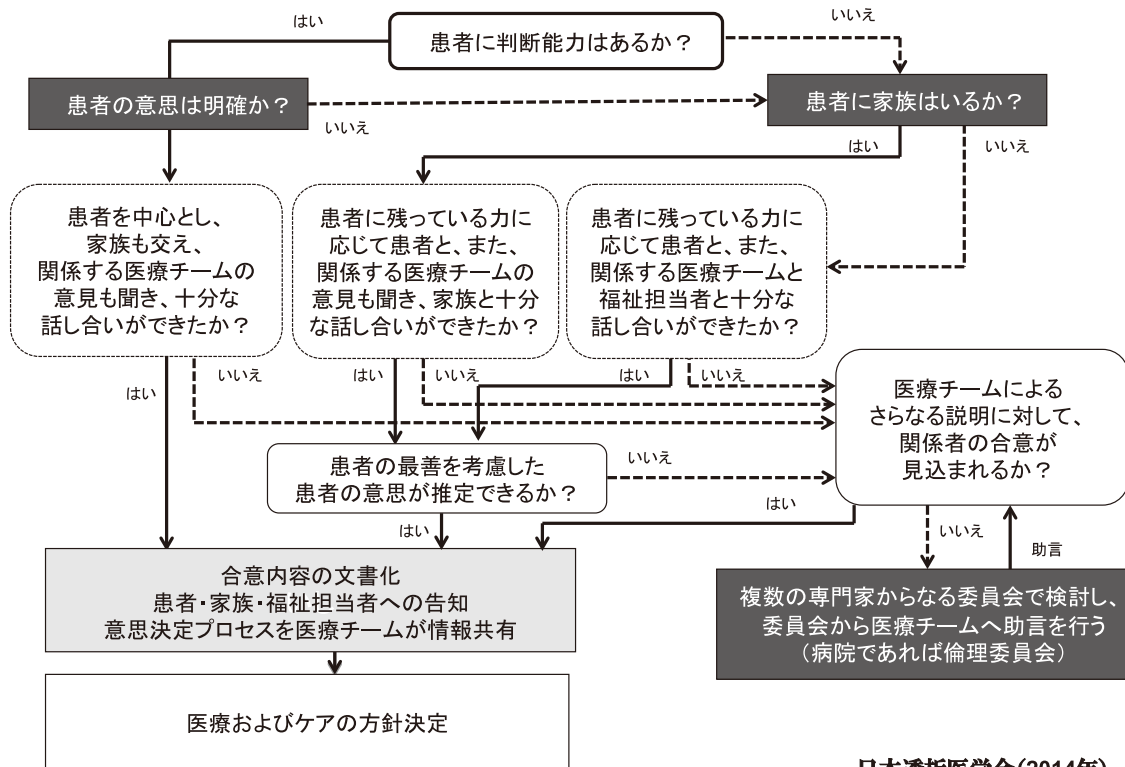 はい
患者に判断能力はあるか？
いいえ
患者の意思は明確か？
いいえ
患者に家族はいるか？
はい
いいえ
患者を中心とし、
家族も交え、
関係する医療チームの
意見も聞き、十分な
話し合いができたか？
患者に残っている力に
応じて患者と、また、
関係する医療チームの
意見も聞き、家族と十分
な話し合いができたか？
患者に残っている力に
応じて患者と、また、
関係する医療チームと
福祉担当者と十分な
話し合いができたか？
はい
いいえ
はい
いいえ
はい
いいえ
医療チームによる
さらなる説明に対して、
関係者の合意が
見込まれるか？
患者の最善を考慮した
患者の意思が推定できるか？
いいえ
はい
はい
いいえ
助言
合意内容の文書化
患者・家族・福祉担当者への告知
意思決定プロセスを医療チームが情報共有
複数の専門家からなる委員会で検討し、
委員会から医療チームへ助言を行う
（病院であれば倫理委員会）
医療およびケアの方針決定
日本透析医学会（2014年）